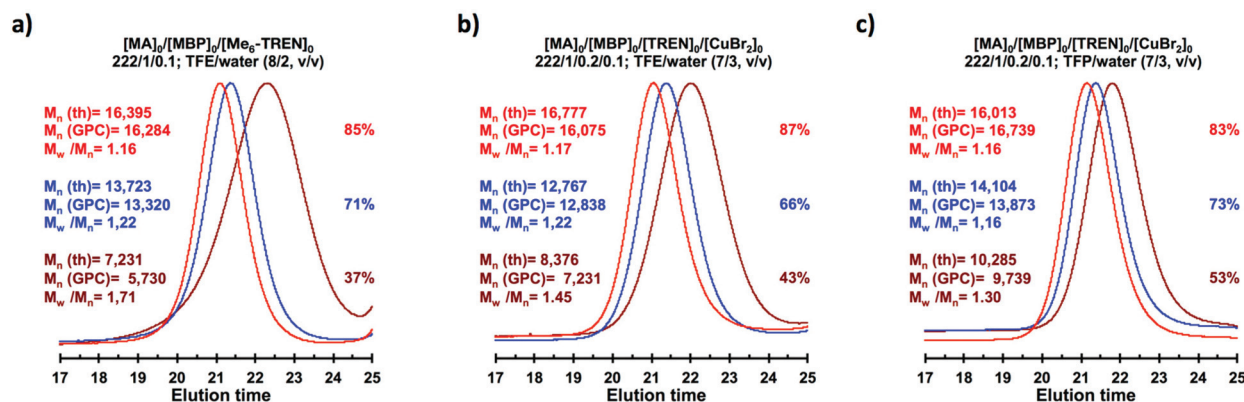 a)
[MA]₀/[MBP]₀/[Me₆-TREN]₀
222/1/0.1; TFE/water (8/2, v/v)
Mₙ (th)= 16,395
Mₙ (GPC)= 16,284
M_w /Mₙ= 1.16
85%
Mₙ (th)= 13,723
Mₙ (GPC)= 13,320
M_w /Mₙ= 1,22
71%
Mₙ (th)= 7,231
Mₙ (GPC)= 5,730
M_w /Mₙ= 1,71
37%
17 18 19 20 21 22 23 24 25
Elution time
b)
[MA]₀/[MBP]₀/[TREN]₀/[CuBr₂]₀
222/1/0.2/0.1; TFE/water (7/3, v/v)
Mₙ (th)= 16,777
Mₙ (GPC)= 16,075
M_w /Mₙ= 1.17
87%
Mₙ (th)= 12,767
Mₙ (GPC)= 12,838
M_w /Mₙ= 1,22
66%
Mₙ (th)= 8,376
Mₙ (GPC)= 7,231
M_w /Mₙ= 1.45
43%
17 18 19 20 21 22 23 24 25
Elution time
c)
[MA]₀/[MBP]₀/[TREN]₀/[CuBr₂]₀
222/1/0.2/0.1; TFP/water (7/3, v/v)
Mₙ (th)= 16,013
Mₙ (GPC)= 16,739
M_w /Mₙ= 1.16
83%
Mₙ (th)= 14,104
Mₙ (GPC)= 13,873
M_w /Mₙ= 1,16
73%
Mₙ (th)= 10,285
Mₙ (GPC)= 9,739
M_w /Mₙ= 1.30
53%
17 18 19 20 21 22 23 24 25
Elution time